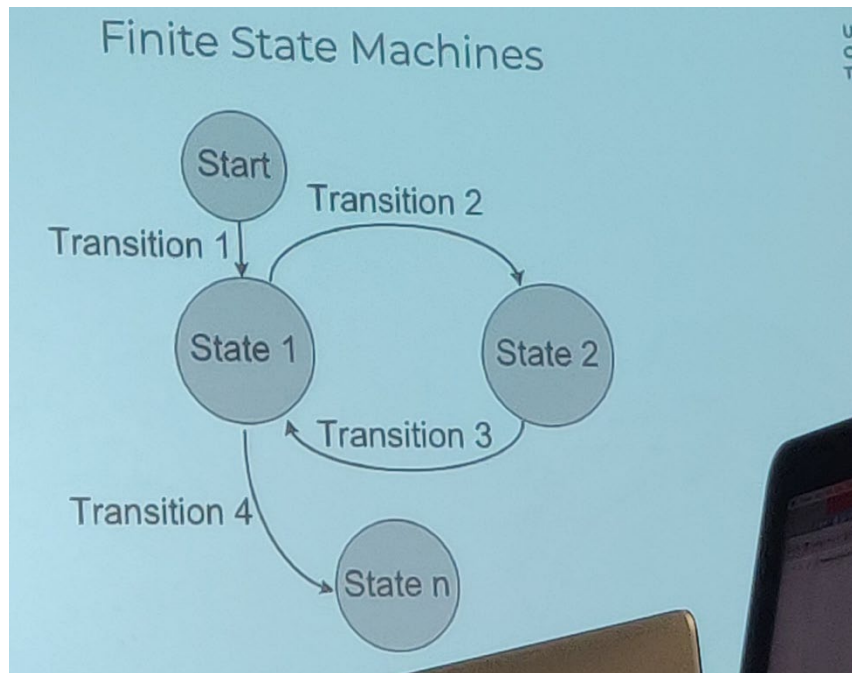 Finite State Machines
U
C
T
Start
Transition 2
Transition 1
State 1
State 2
Transition 3
Transition 4
State n